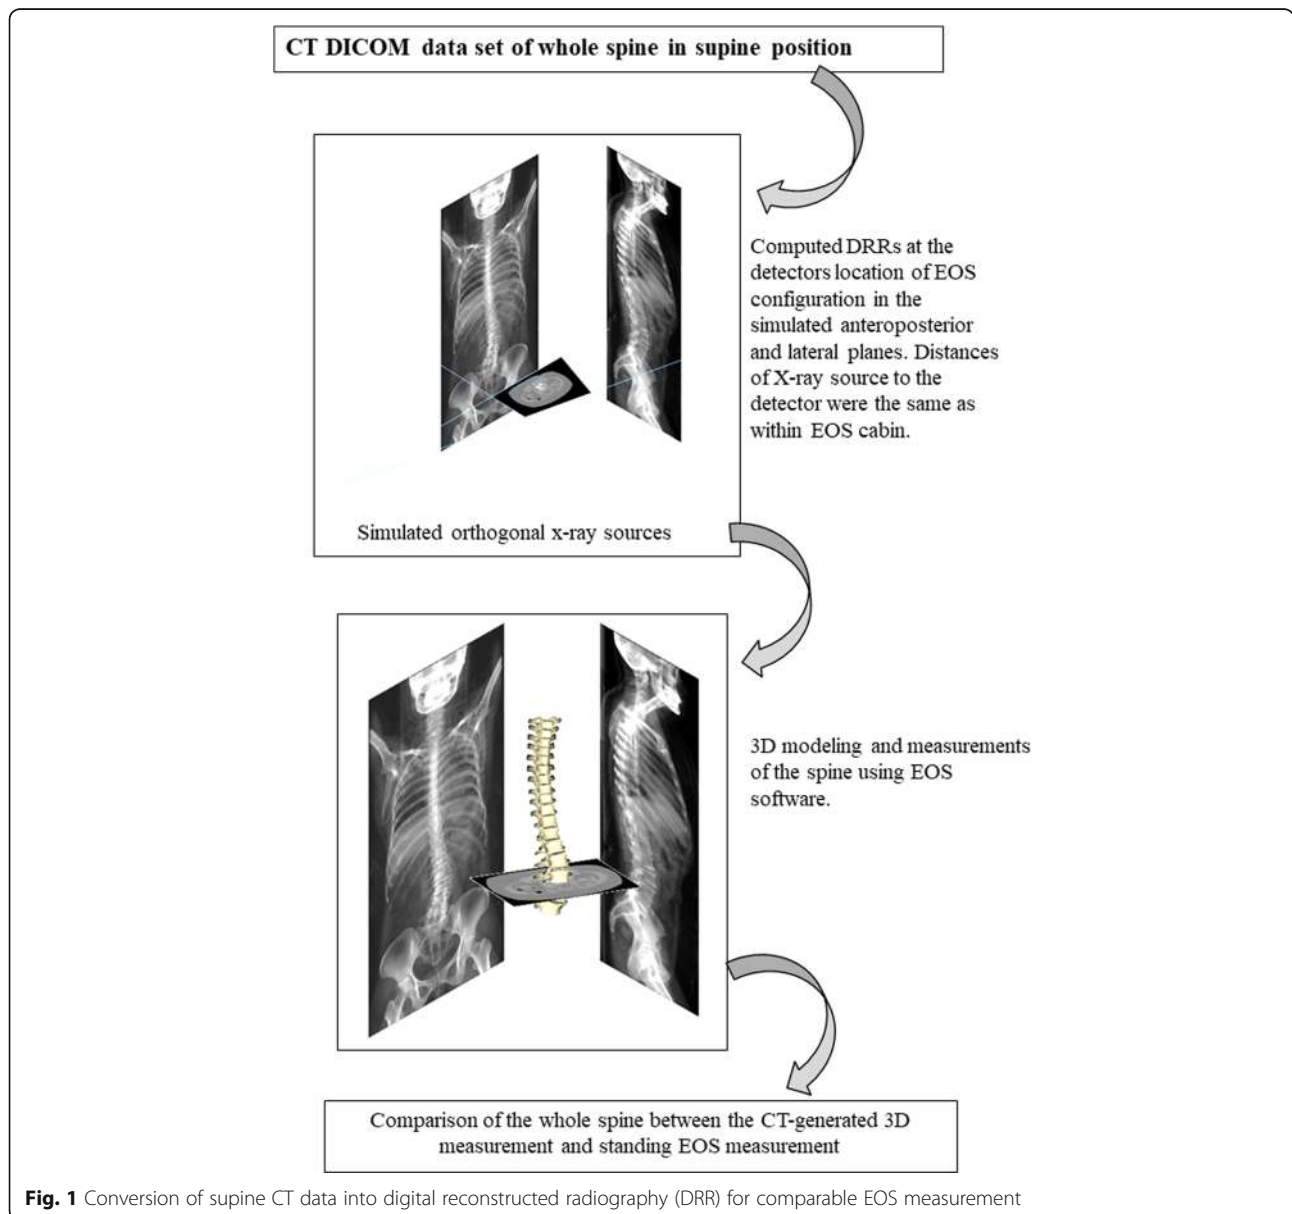 CT DICOM data set of whole spine in supine position
Computed DRRs at the
detectors location of EOS
configuration in the
simulated anteroposterior
and lateral planes. Distances
of X-ray source to the
detector were the same as
within EOS cabin.
Simulated orthogonal x-ray sources
3D modeling and measurements
of the spine using EOS
software.
Comparison of the whole spine between the CT-generated 3D
measurement and standing EOS measurement
Fig. 1 Conversion of supine CT data into digital reconstructed radiography (DRR) for comparable EOS measurement